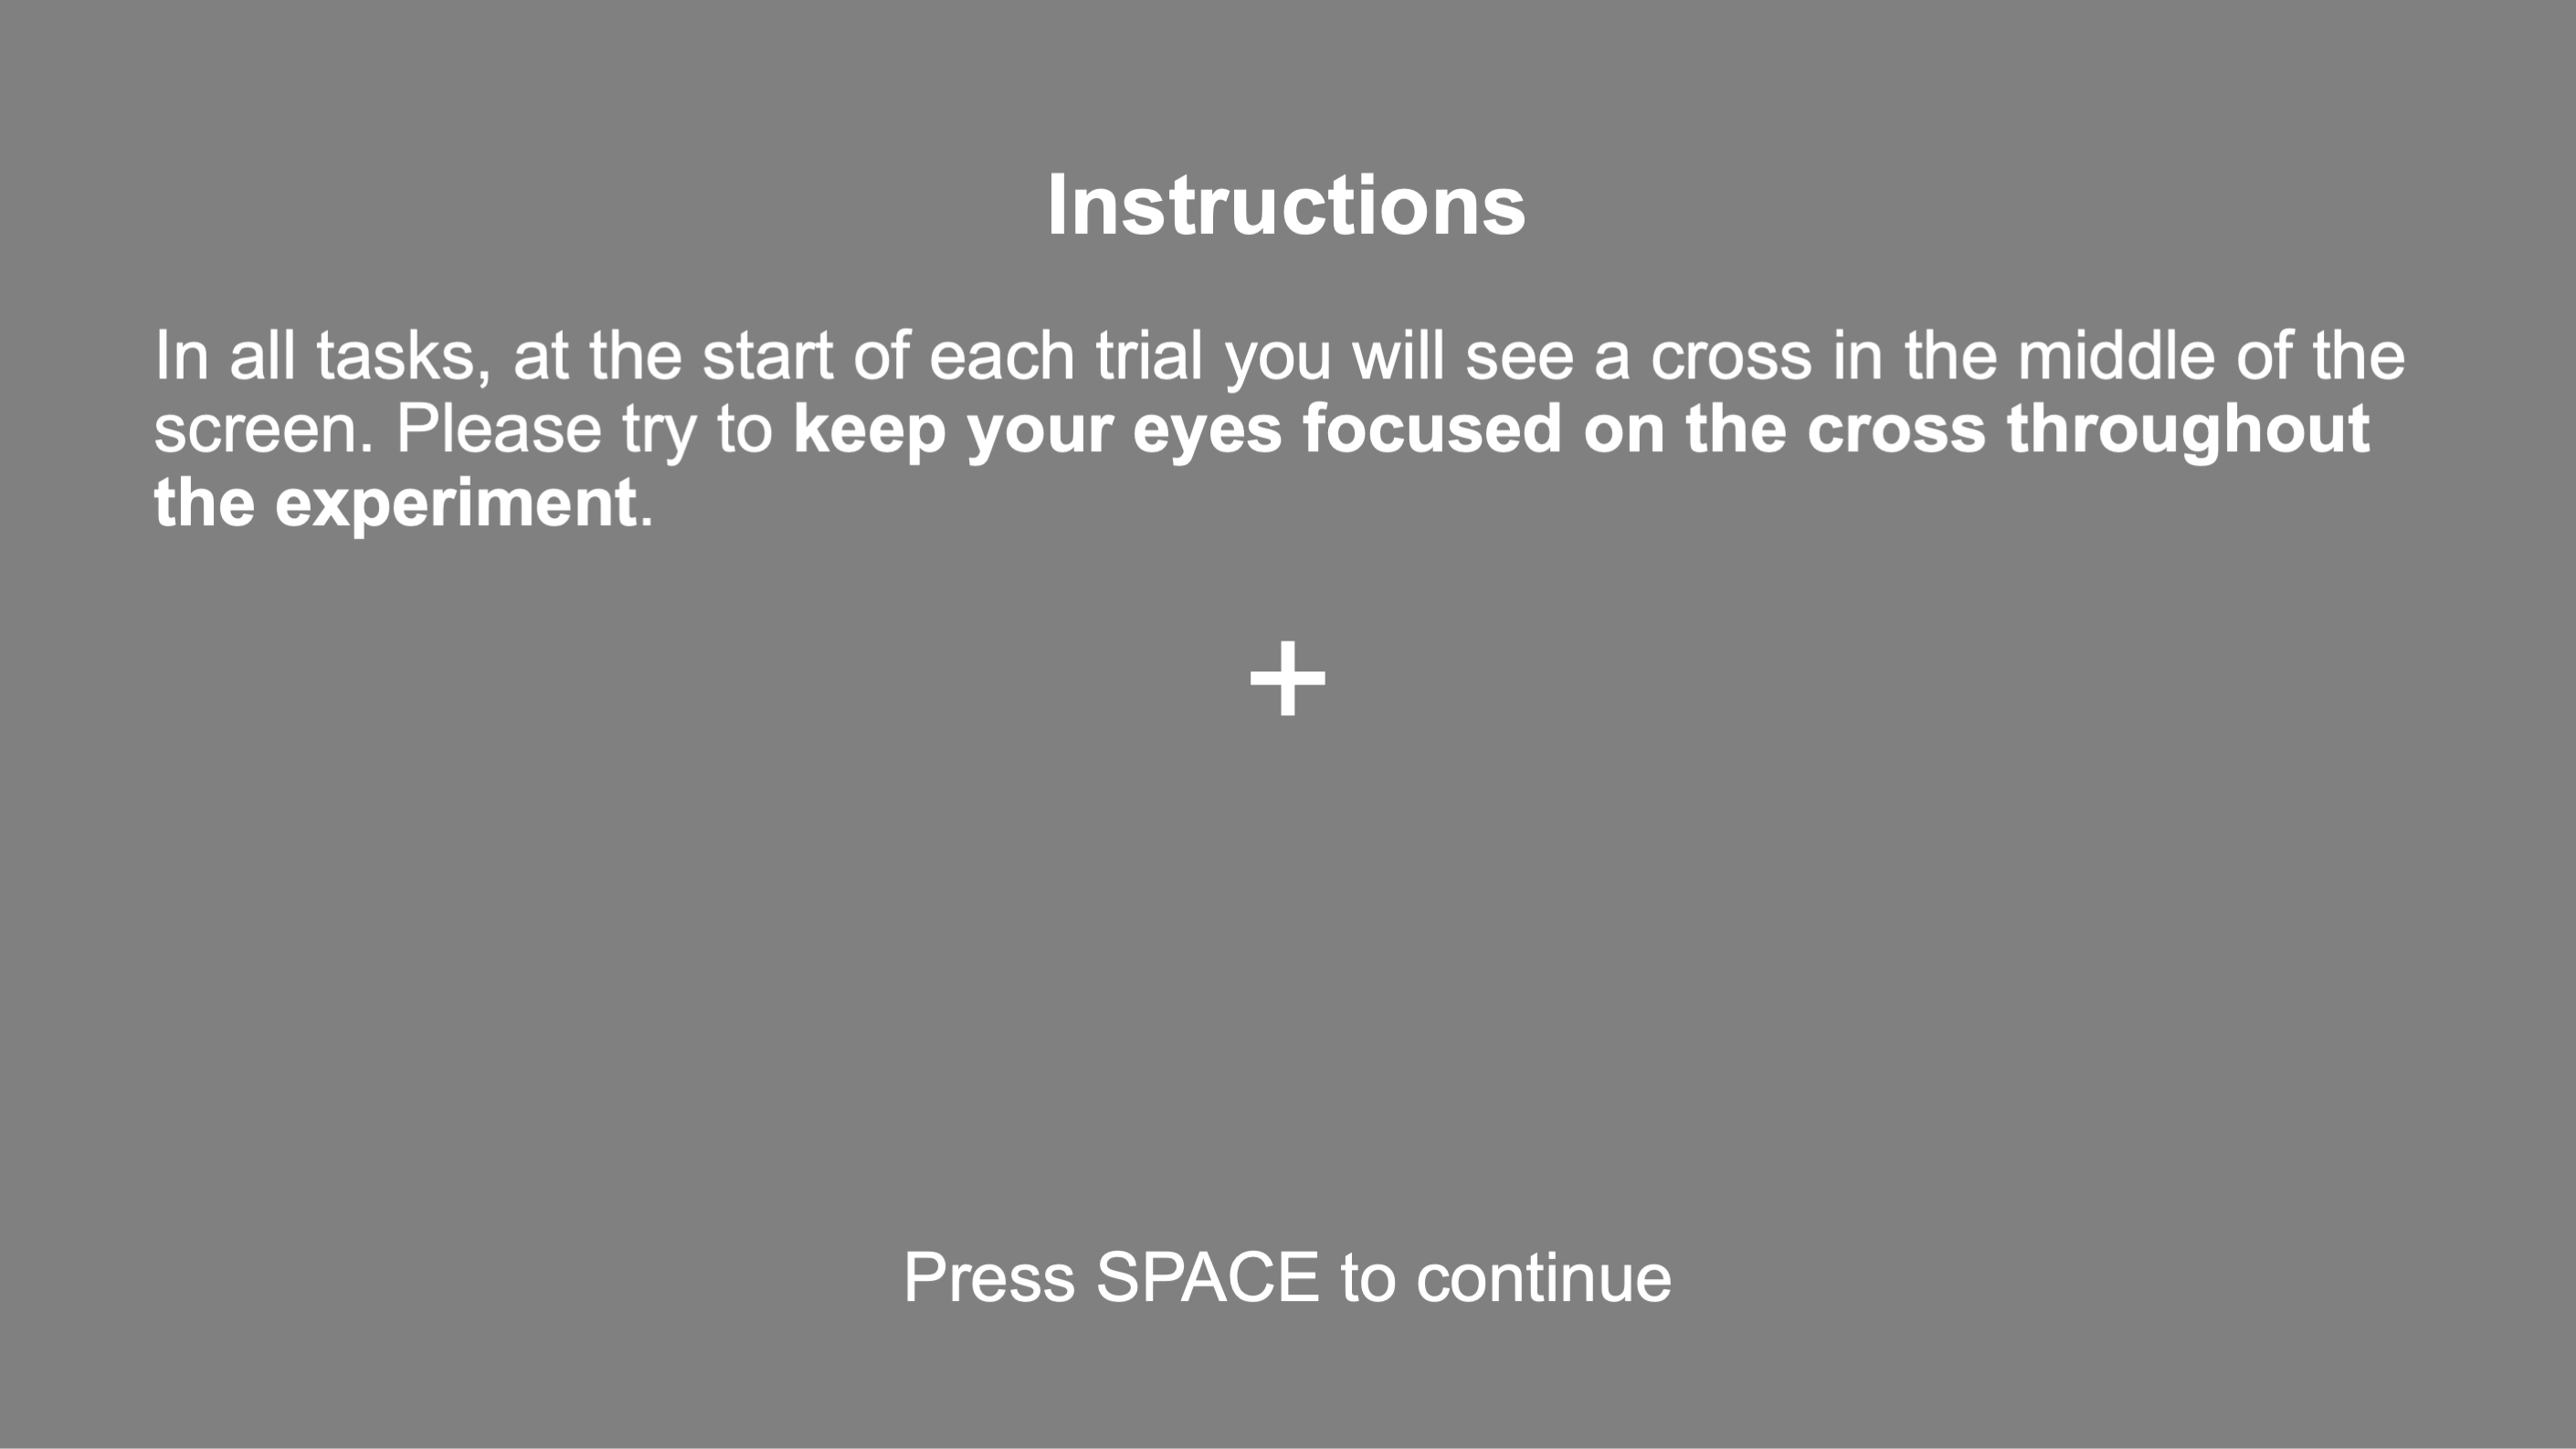 Instructions
In all tasks, at the start of each trial you will see a cross in the middle of the
screen. Please try to keep your eyes focused on the cross throughout
the experiment.
Press SPACE to continue